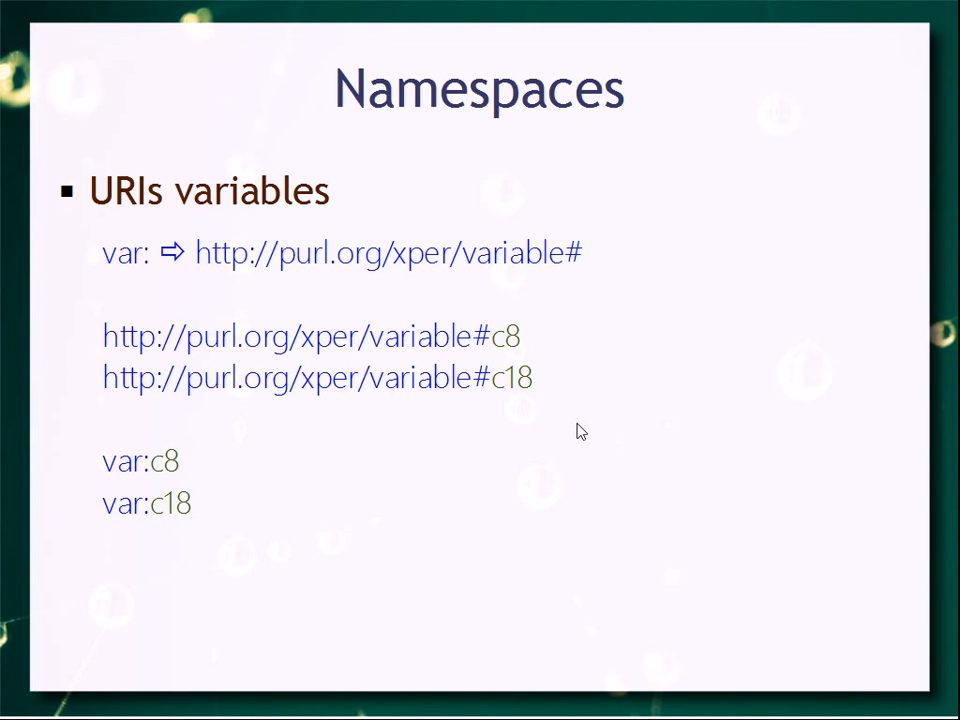 Namespaces
▪ URIs variables
var: ⇨ http://purl.org/xper/variable#
http://purl.org/xper/variable#c8
http://purl.org/xper/variable#c18
var:c8
var:c18